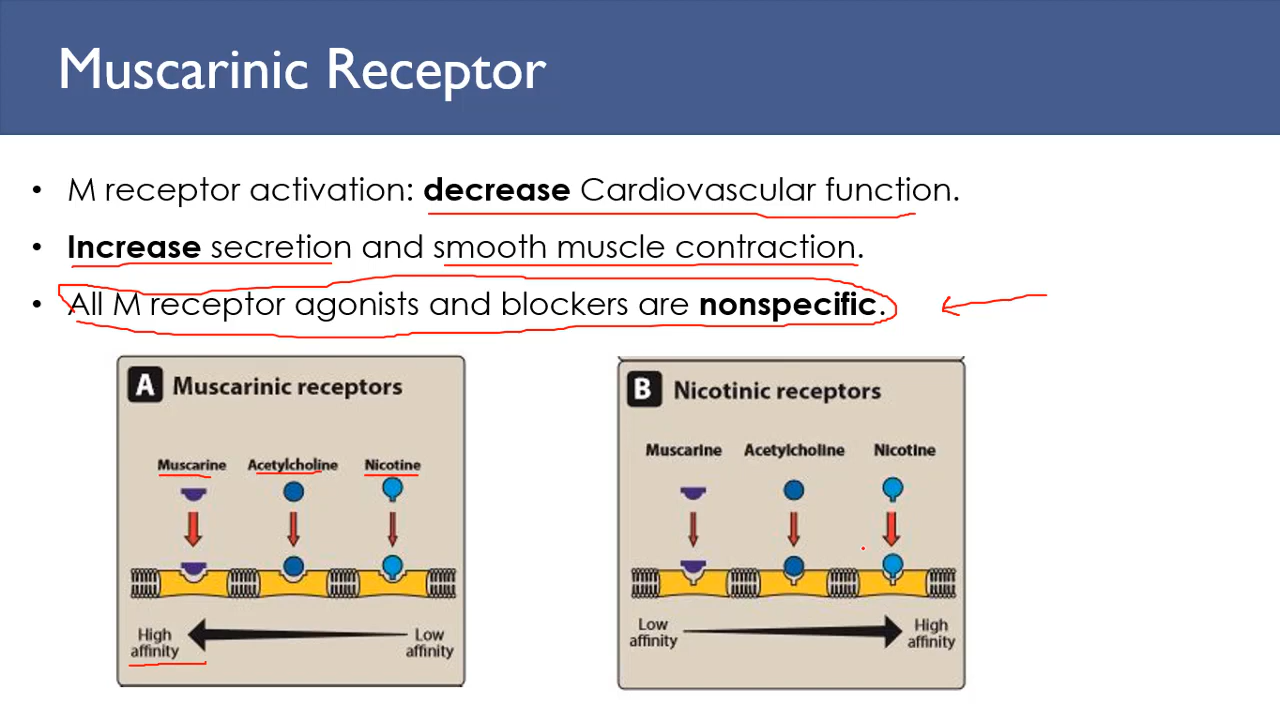 Muscarinic Receptor
• M receptor activation: decrease Cardiovascular function.
• Increase secretion and smooth muscle contraction.
• All M receptor agonists and blockers are nonspecific.
A Muscarinic receptors
Muscarine Acetylcholine Nicotine
High affinity
Low affinity
B Nicotinic receptors
Muscarine Acetylcholine Nicotine
Low affinity
High affinity